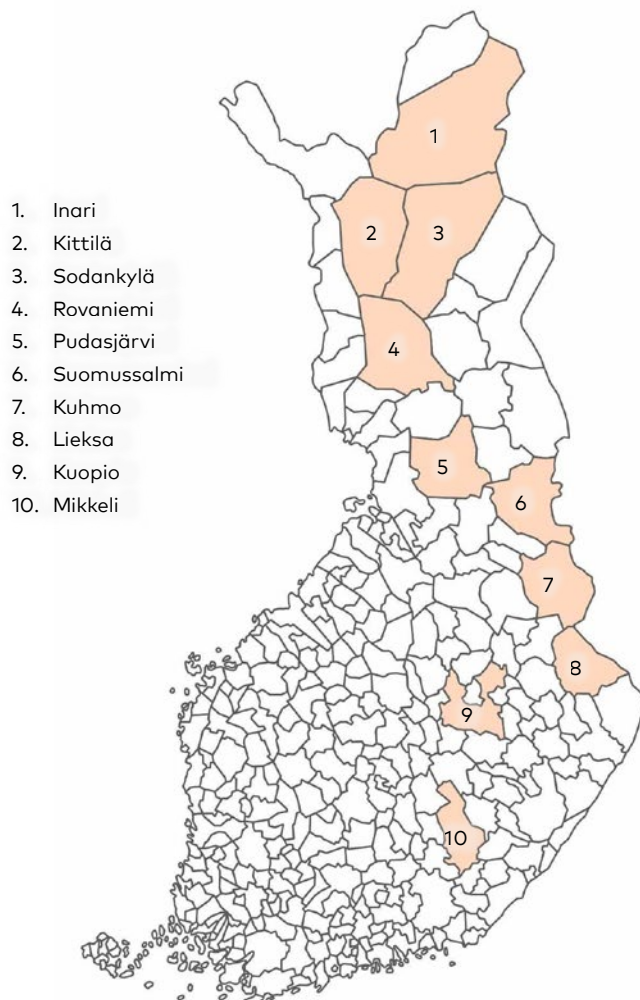 1. Inari
2. Kittilä
3. Sodankylä
4. Rovaniemi
5. Pudasjärvi
6. Suomussalmi
7. Kuhmo
8. Lieksa
9. Kuopio
10. Mikkeli
1
2
3
4
5
6
7
8
9
10